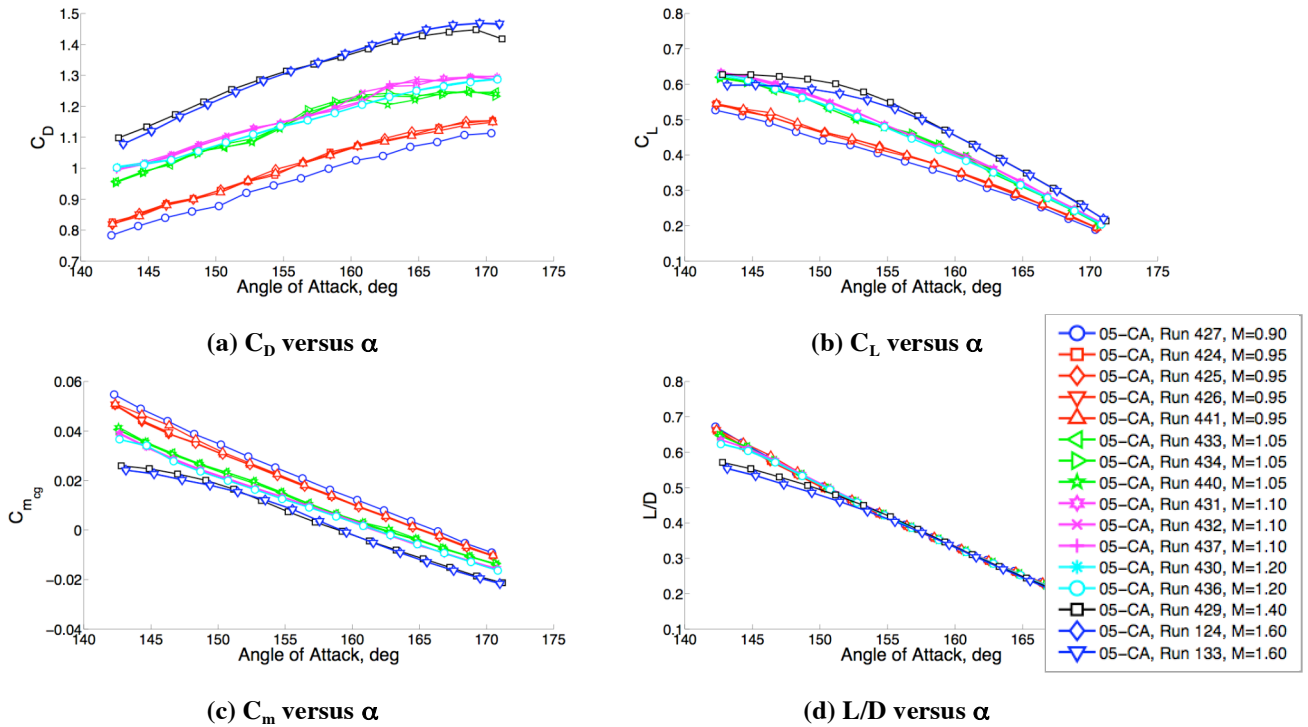 1.5
1.4
1.3
1.2
1.1
1
0.9
0.8
0.7
C_D
140 145 150 155 160 165 170 175
Angle of Attack, deg
(a) C_D versus α
0.8
0.7
0.6
0.5
0.4
0.3
0.2
0.1
C_L
140 145 150 155 160 165 170 175
Angle of Attack, deg
(b) C_L versus α
0.06
0.04
0.02
0
−0.02
−0.04
C_m_cg
140 145 150 155 160 165 170 175
Angle of Attack, deg
(c) C_m versus α
0.8
0.7
0.6
0.5
0.4
0.3
0.2
0.1
L/D
140 145 150 155 160 165
Angle of Attack, deg
(d) L/D versus α
05−CA, Run 427, M=0.90
05−CA, Run 424, M=0.95
05−CA, Run 425, M=0.95
05−CA, Run 426, M=0.95
05−CA, Run 441, M=0.95
05−CA, Run 433, M=1.05
05−CA, Run 434, M=1.05
05−CA, Run 440, M=1.05
05−CA, Run 431, M=1.10
05−CA, Run 432, M=1.10
05−CA, Run 437, M=1.10
05−CA, Run 430, M=1.20
05−CA, Run 436, M=1.20
05−CA, Run 429, M=1.40
05−CA, Run 124, M=1.60
05−CA, Run 133, M=1.60